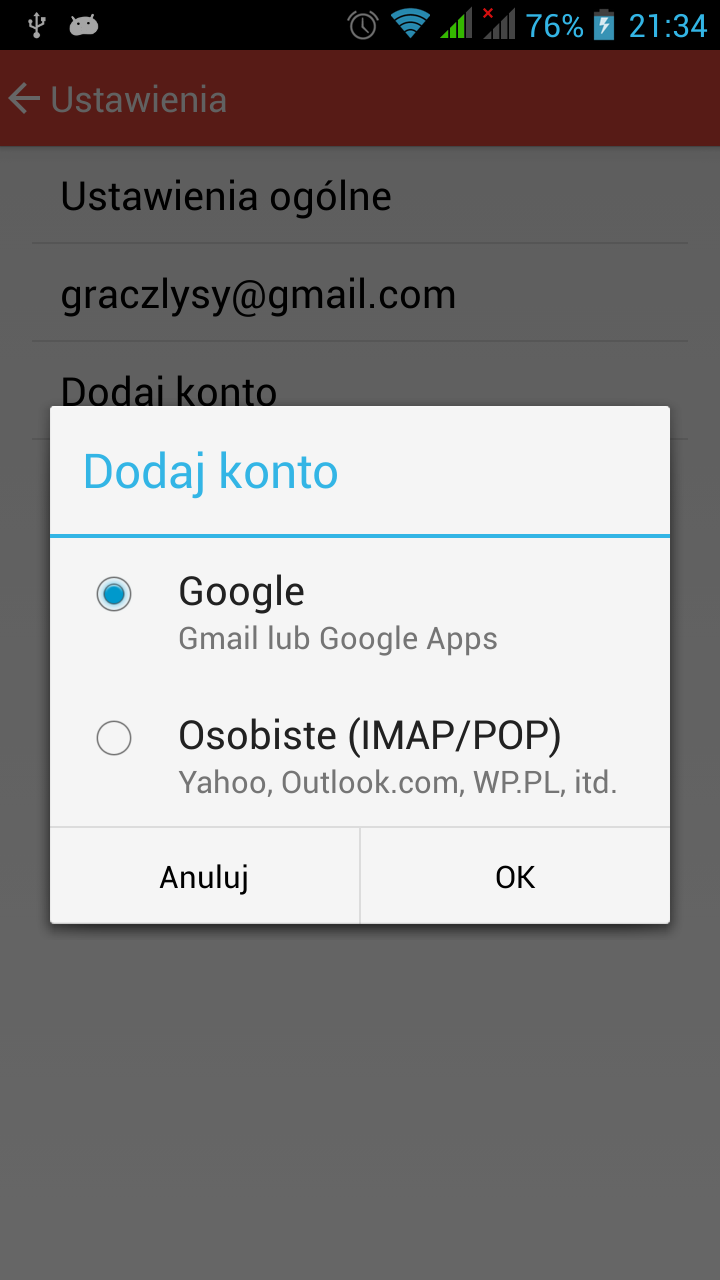 76% 21:34
Ustawienia
Ustawienia ogólne
graczlysy@gmail.com
Dodaj konto
Dodaj konto
Google
Gmail lub Google Apps
Osobiste (IMAP/POP)
Yahoo, Outlook.com, WP.PL, itd.
Anuluj OK